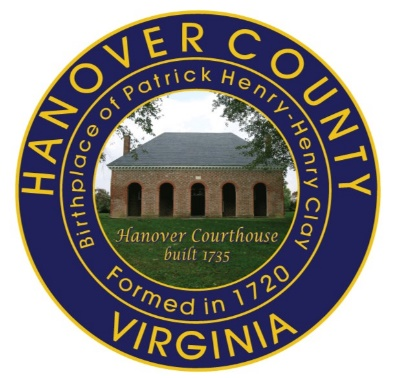 HANOVER COUNTY
Birthplace of Patrick Henry-Henry Clay
Hanover Courthouse
built 1735
Formed in 1720
VIRGINIA